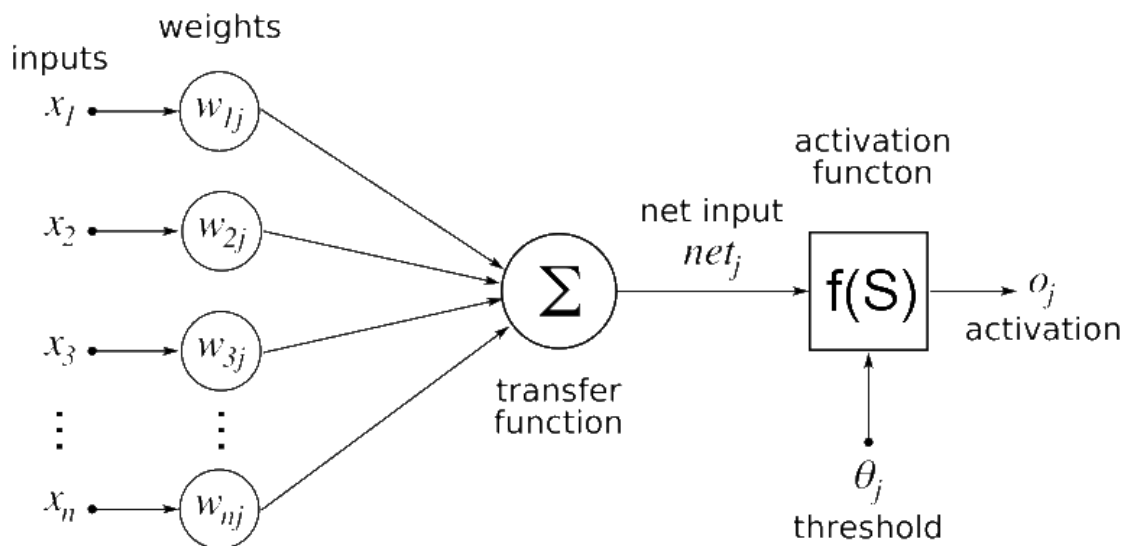 weights
inputs
x1
w1j
x2
w2j
x3
w3j
⋮ ⋮
xn
wnj
Σ
transfer
function
net input
netj
activation
functon
f(S)
oj
activation
θj
threshold